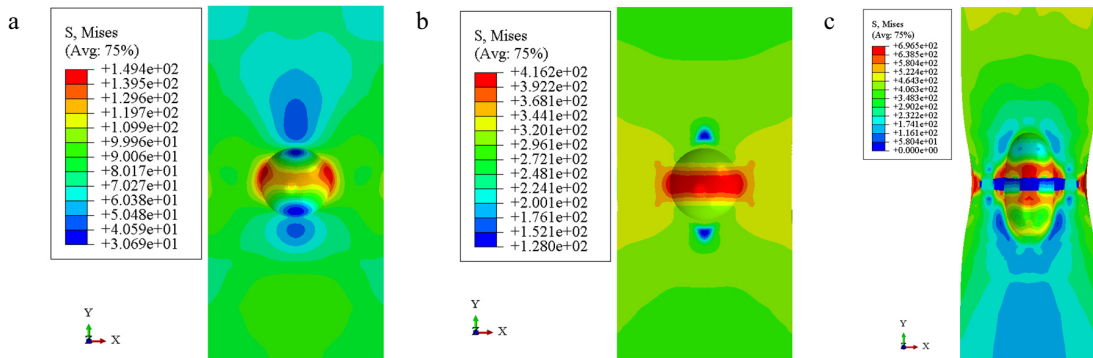 a
S, Mises
(Avg: 75%)
+1.494e+02
+1.395e+02
+1.296e+02
+1.197e+02
+1.099e+02
+9.996e+01
+9.006e+01
+8.017e+01
+7.027e+01
+6.038e+01
+5.048e+01
+4.059e+01
+3.069e+01
Y
X
b
S, Mises
(Avg: 75%)
+4.162e+02
+3.922e+02
+3.681e+02
+3.441e+02
+3.201e+02
+2.961e+02
+2.721e+02
+2.481e+02
+2.241e+02
+2.001e+02
+1.761e+02
+1.521e+02
+1.280e+02
Y
X
c
S, Mises
(Avg: 75%)
+6.965e+02
+6.385e+02
+5.804e+02
+5.224e+02
+4.643e+02
+4.063e+02
+3.483e+02
+2.902e+02
+2.322e+02
+1.741e+02
+1.161e+02
+5.804e+01
+0.000e+00
Y
X